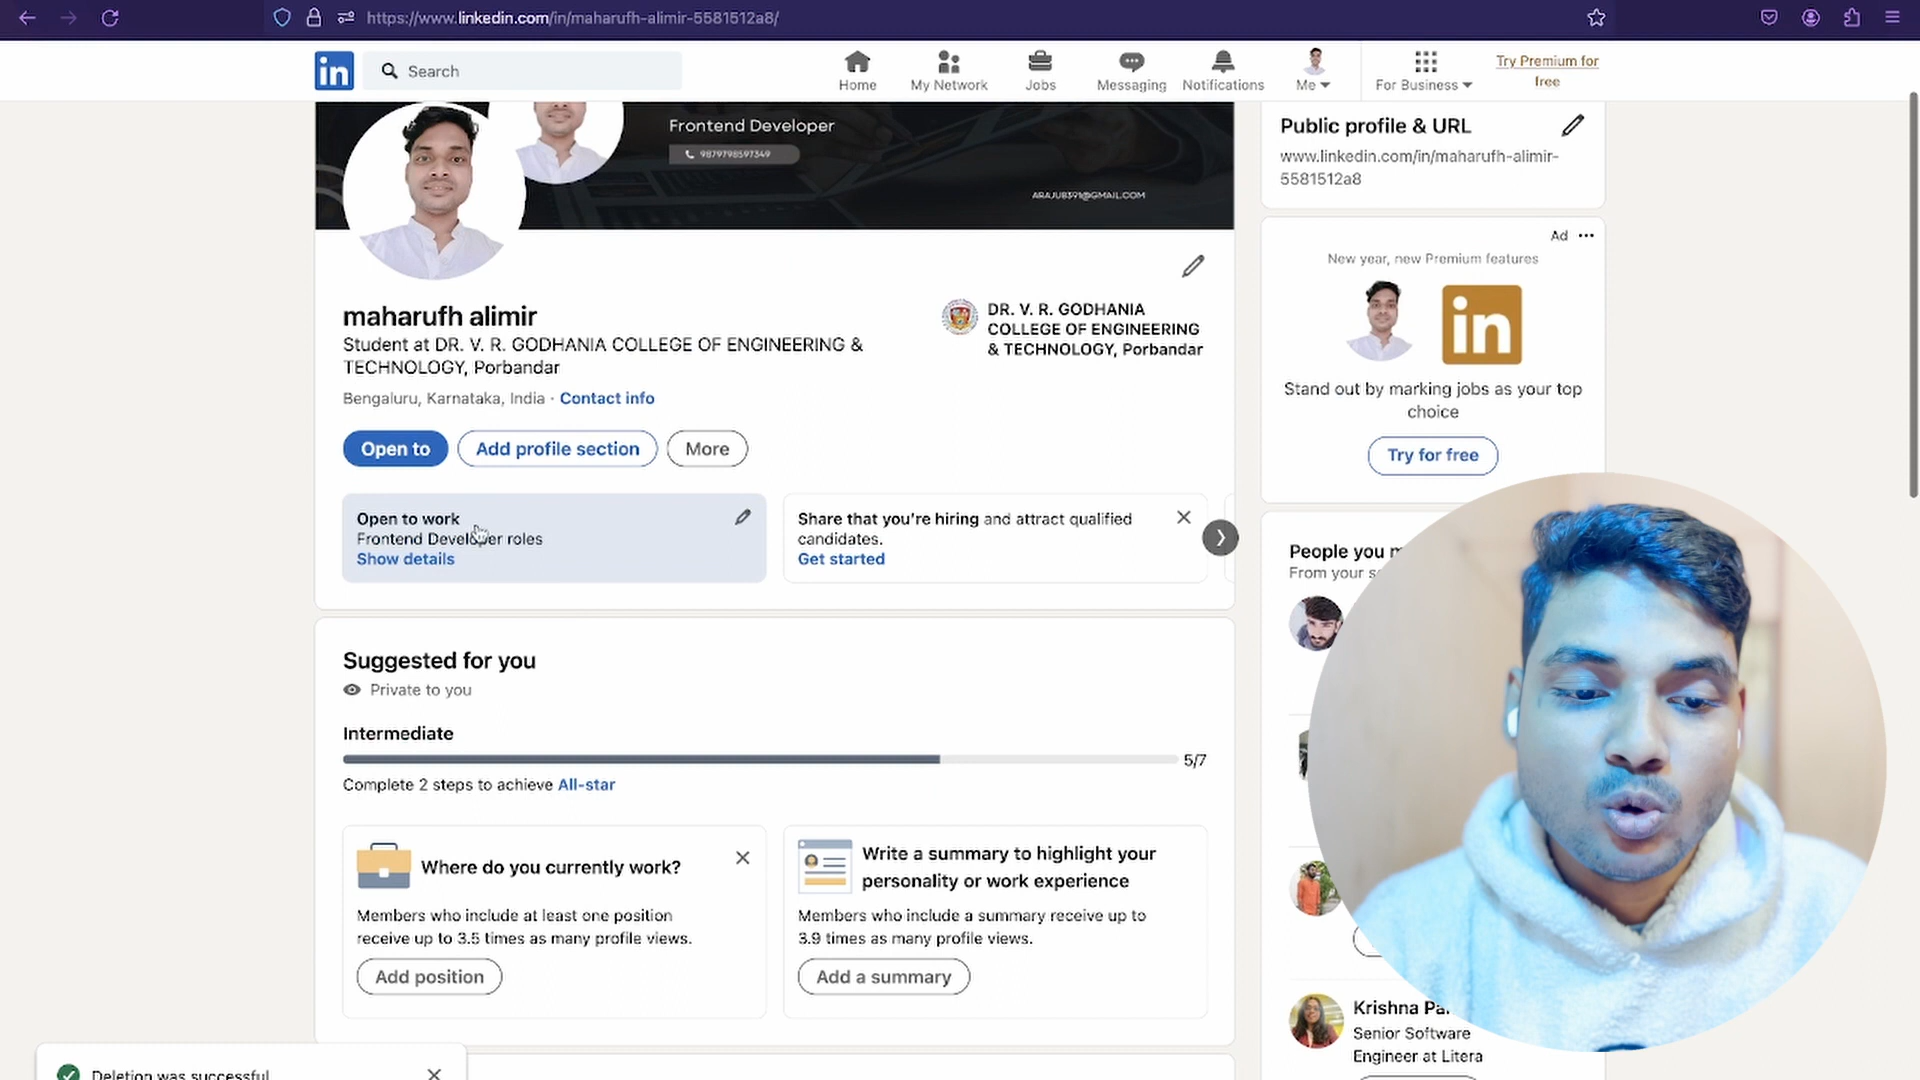 https://www.linkedin.com/in/maharufh-alimir-5581512a8/
in
Search
Home
My Network
Jobs
Messaging
Notifications
Me
For Business
Try Premium for
free
Frontend Developer
9879798597349
ARAJU8391@GMAIL.COM
maharufh alimir
Student at DR. V. R. GODHANIA COLLEGE OF ENGINEERING &
TECHNOLOGY, Porbandar
Bengaluru, Karnataka, India · Contact info
DR. V. R. GODHANIA
COLLEGE OF ENGINEERING
& TECHNOLOGY, Porbandar
Open to
Add profile section
More
Open to work
Frontend Developer roles
Show details
Share that you're hiring and attract qualified
candidates.
Get started
Suggested for you
Private to you
Intermediate
5/7
Complete 2 steps to achieve All-star
Where do you currently work?
Members who include at least one position
receive up to 3.5 times as many profile views.
Add position
Write a summary to highlight your
personality or work experience
Members who include a summary receive up to
3.9 times as many profile views.
Add a summary
Deletion was successful
Public profile & URL
www.linkedin.com/in/maharufh-alimir-
5581512a8
Ad
New year, new Premium features
in
Stand out by marking jobs as your top
choice
Try for free
People you
From your
Krishna
Senior Software
Engineer at Litera